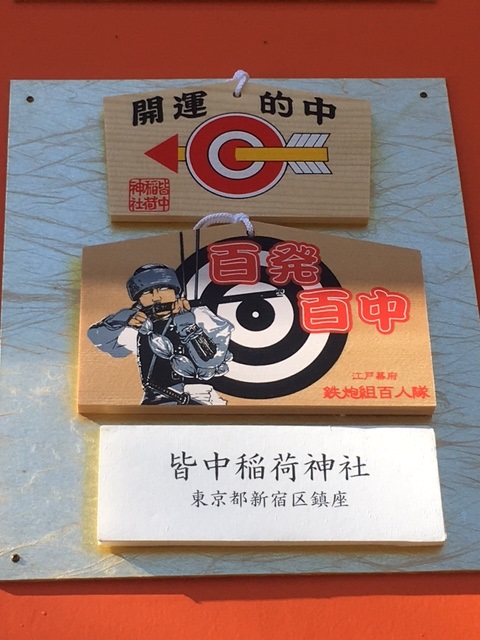 開運 的中
皆中
稲荷
神社
百発
百中
江戸幕府
鉄炮組百人隊
皆中稲荷神社
東京都新宿区鎮座